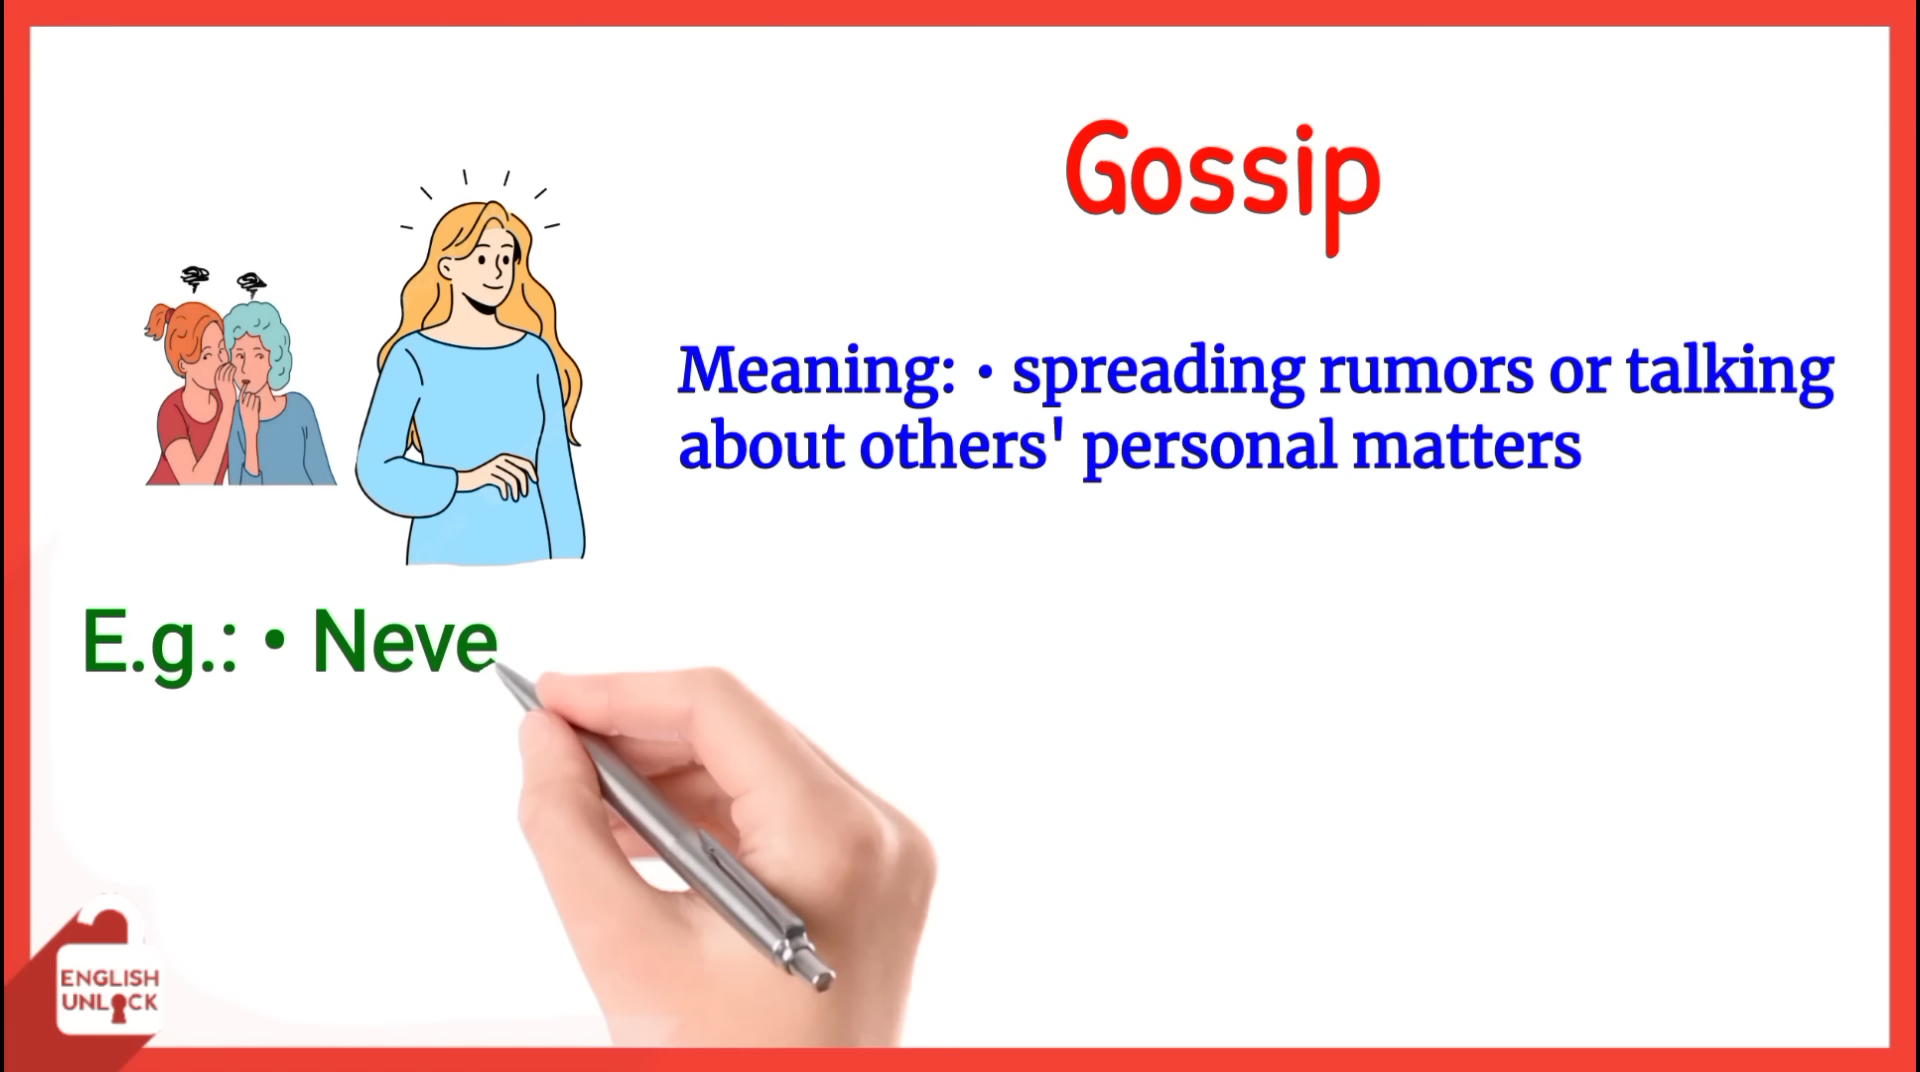 Gossip
Meaning: • spreading rumors or talking
about others' personal matters
E.g.: • Neve
ENGLISH
UNLOCK